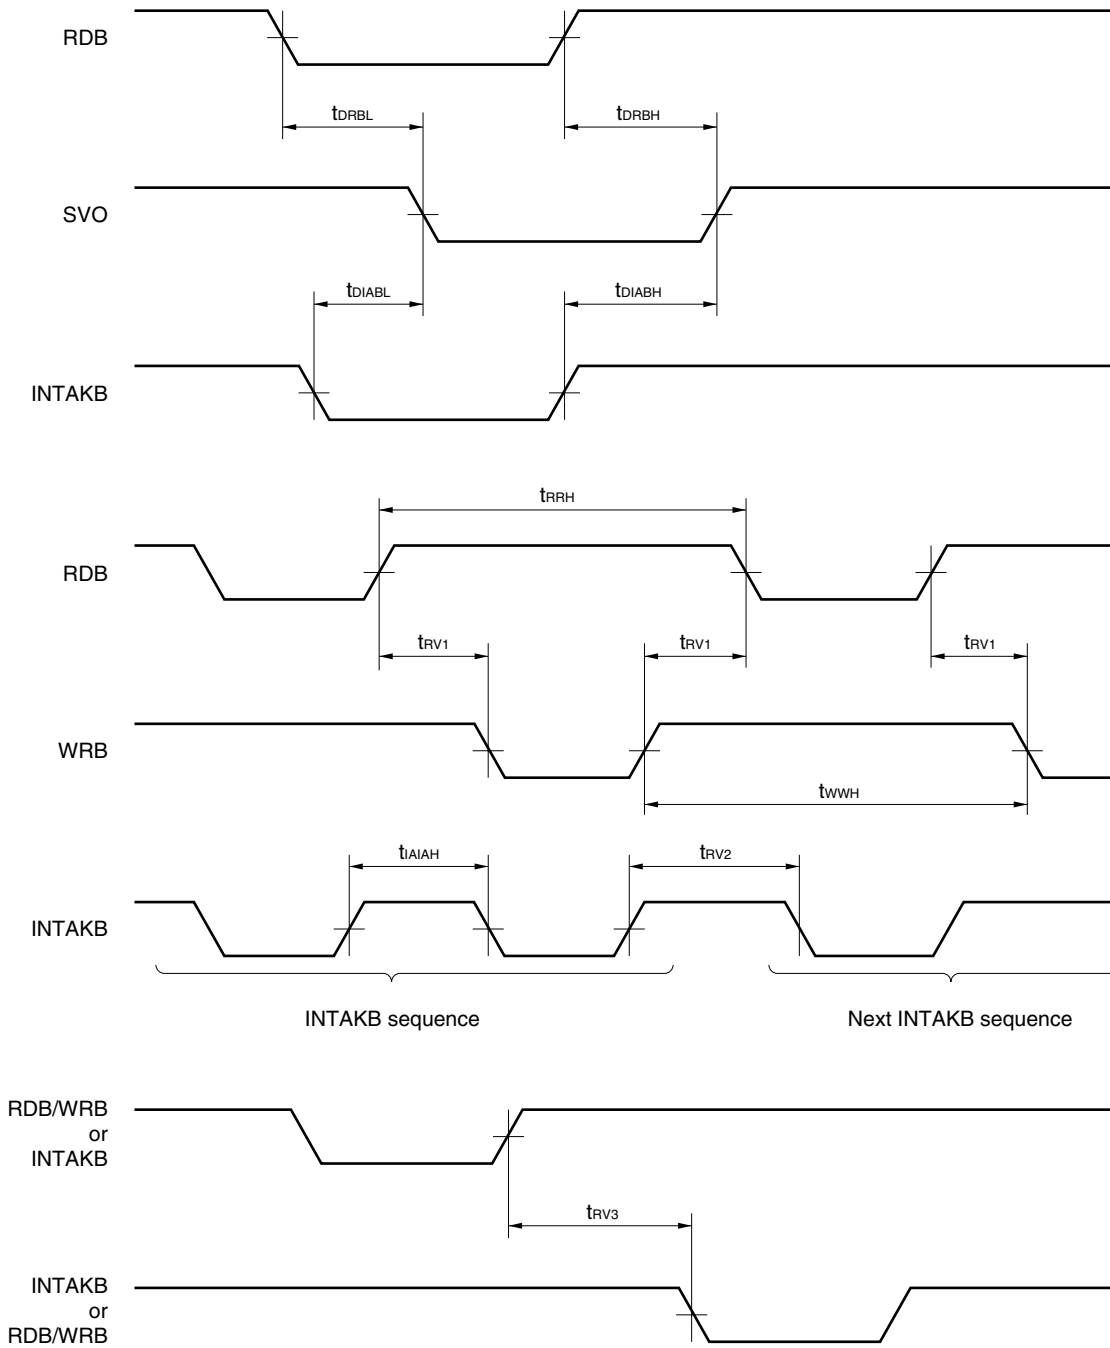 RDB
tDRBL
tDRBH
SVO
tDIABL
tDIABH
INTAKB
tRRH
RDB
tRV1
tRV1
tRV1
WRB
tWWH
tIAIAH
tRV2
INTAKB
INTAKB sequence
Next INTAKB sequence
RDB/WRB
or
INTAKB
tRV3
INTAKB
or
RDB/WRB